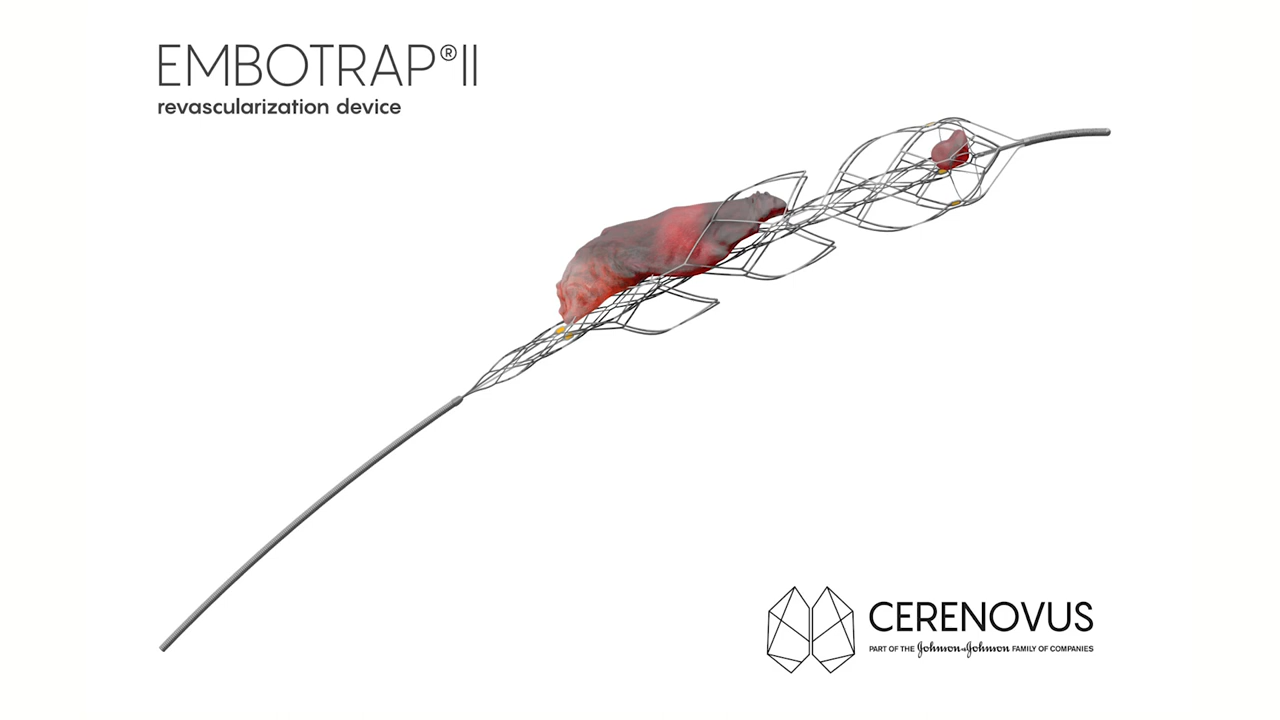 EMBOTRAP®II
revascularization device
CERENOVUS
PART OF THE Johnson & Johnson FAMILY OF COMPANIES